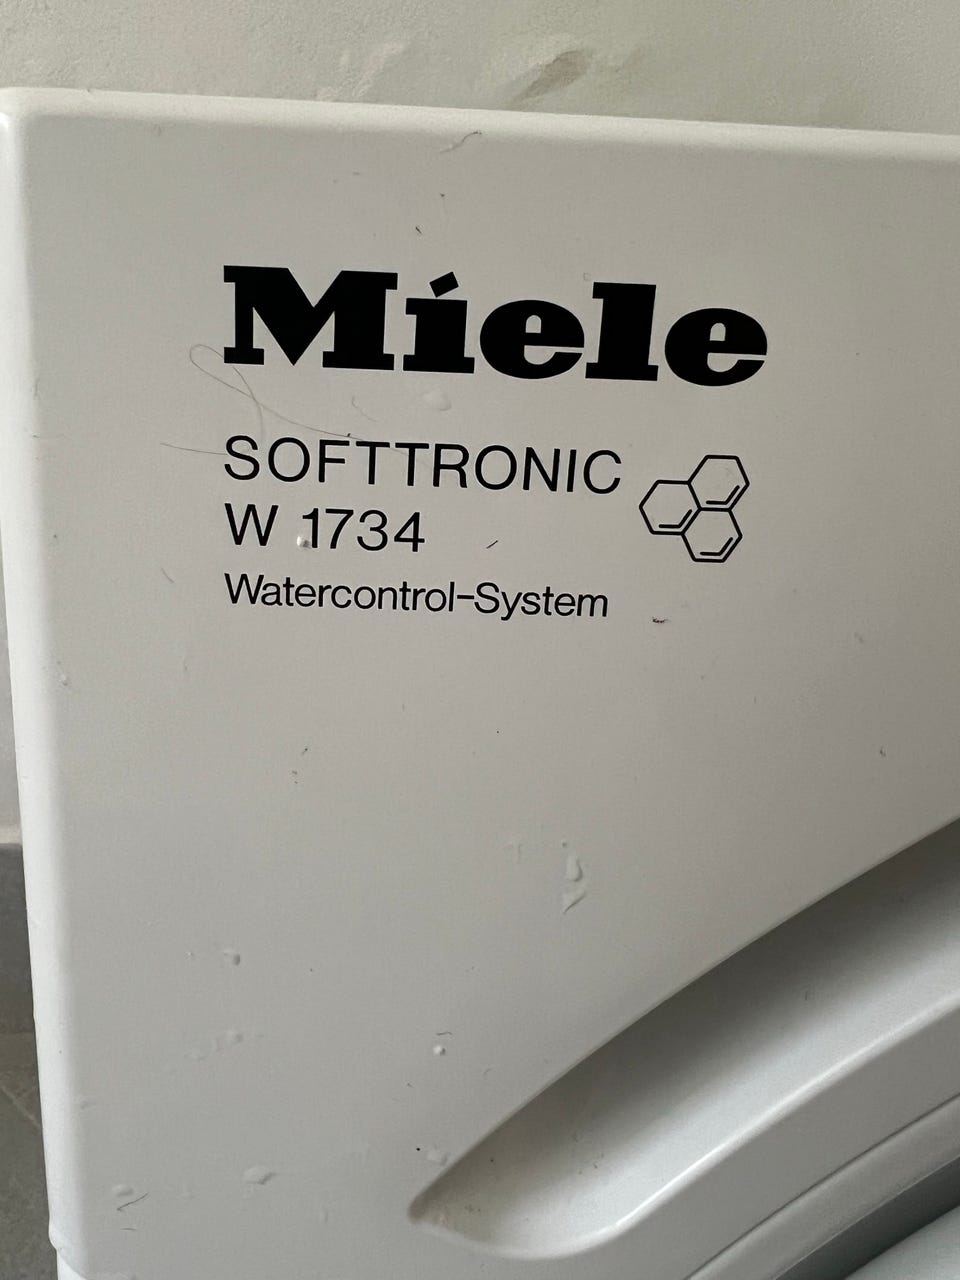 Miele
SOFTTRONIC
W 1734
Watercontrol-System